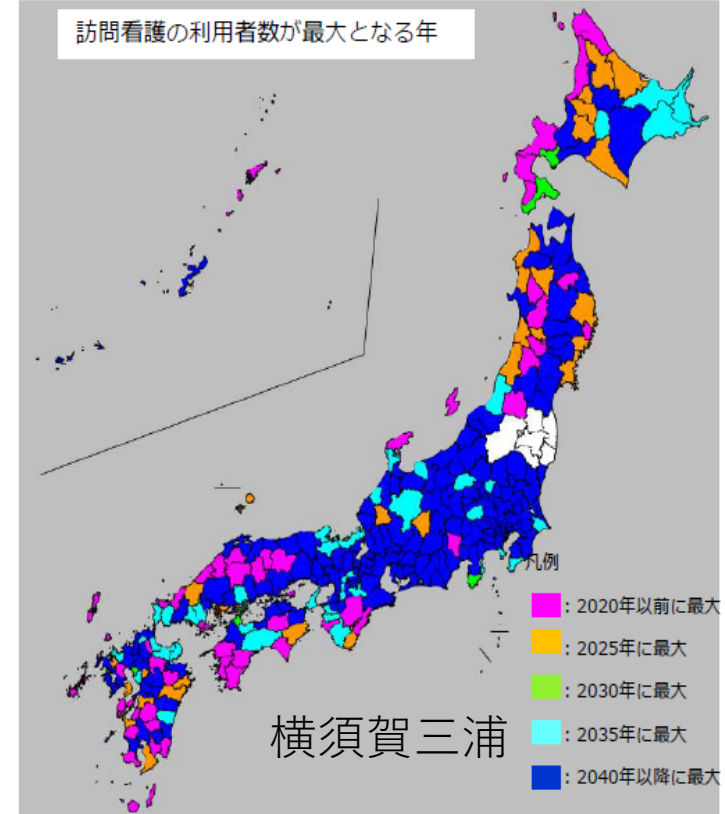 訪問看護の利用者数が最大となる年
凡例
：2020年以前に最大
：2025年に最大
：2030年に最大
：2035年に最大
：2040年以降に最大
横須賀三浦